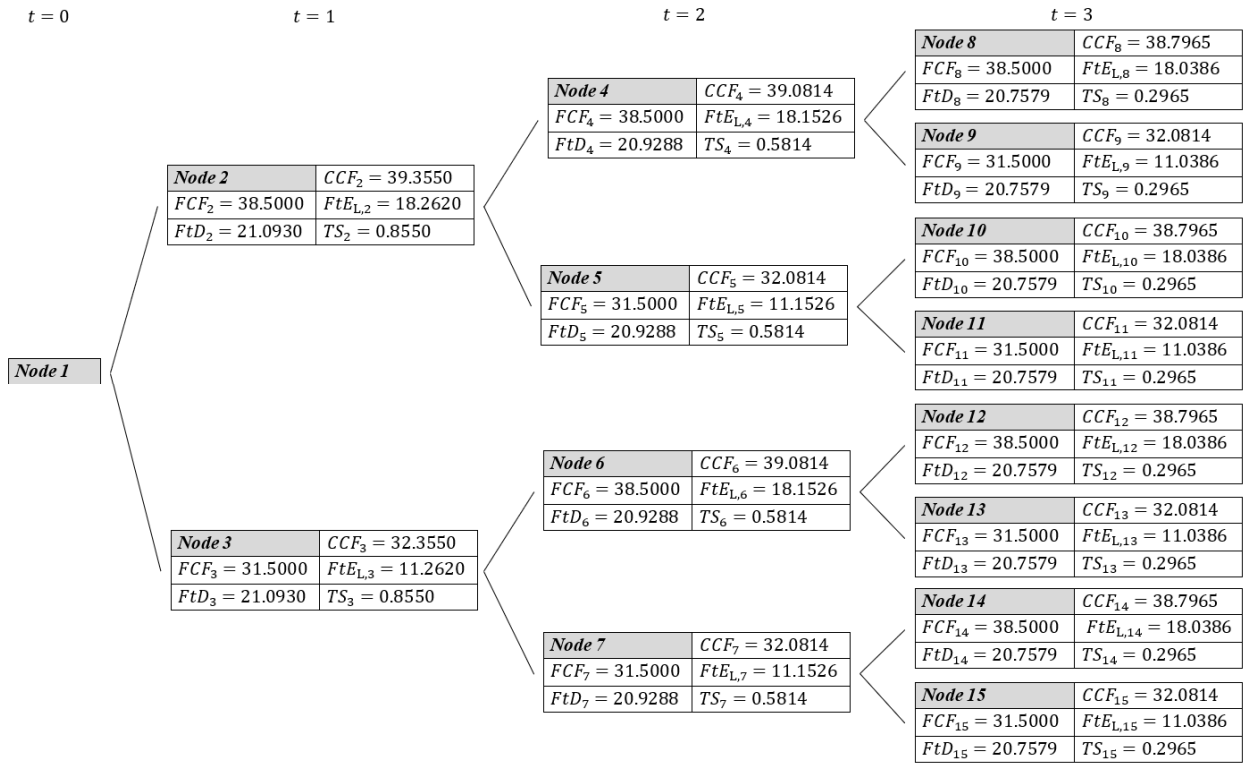 t = 0 t = 1 t = 2 t = 3
Node 8 CCF₈ = 38.7965
FCF₈ = 38.5000 FtE_L,8 = 18.0386
FtD₈ = 20.7579 TS₈ = 0.2965
Node 4 CCF₄ = 39.0814
FCF₄ = 38.5000 FtE_L,4 = 18.1526
FtD₄ = 20.9288 TS₄ = 0.5814
Node 9 CCF₉ = 32.0814
FCF₉ = 31.5000 FtE_L,9 = 11.0386
FtD₉ = 20.7579 TS₉ = 0.2965
Node 2 CCF₂ = 39.3550
FCF₂ = 38.5000 FtE_L,2 = 18.2620
FtD₂ = 21.0930 TS₂ = 0.8550
Node 10 CCF₁₀ = 38.7965
FCF₁₀ = 38.5000 FtE_L,10 = 18.0386
FtD₁₀ = 20.7579 TS₁₀ = 0.2965
Node 5 CCF₅ = 32.0814
FCF₅ = 31.5000 FtE_L,5 = 11.1526
FtD₅ = 20.9288 TS₅ = 0.5814
Node 11 CCF₁₁ = 32.0814
FCF₁₁ = 31.5000 FtE_L,11 = 11.0386
FtD₁₁ = 20.7579 TS₁₁ = 0.2965
Node 1
Node 12 CCF₁₂ = 38.7965
FCF₁₂ = 38.5000 FtE_L,12 = 18.0386
FtD₁₂ = 20.7579 TS₁₂ = 0.2965
Node 6 CCF₆ = 39.0814
FCF₆ = 38.5000 FtE_L,6 = 18.1526
FtD₆ = 20.9288 TS₆ = 0.5814
Node 13 CCF₁₃ = 32.0814
FCF₁₃ = 31.5000 FtE_L,13 = 11.0386
FtD₁₃ = 20.7579 TS₁₃ = 0.2965
Node 3 CCF₃ = 32.3550
FCF₃ = 31.5000 FtE_L,3 = 11.2620
FtD₃ = 21.0930 TS₃ = 0.8550
Node 14 CCF₁₄ = 38.7965
FCF₁₄ = 38.5000 FtE_L,14 = 18.0386
FtD₁₄ = 20.7579 TS₁₄ = 0.2965
Node 7 CCF₇ = 32.0814
FCF₇ = 31.5000 FtE_L,7 = 11.1526
FtD₇ = 20.9288 TS₇ = 0.5814
Node 15 CCF₁₅ = 32.0814
FCF₁₅ = 31.5000 FtE_L,15 = 11.0386
FtD₁₅ = 20.7579 TS₁₅ = 0.2965